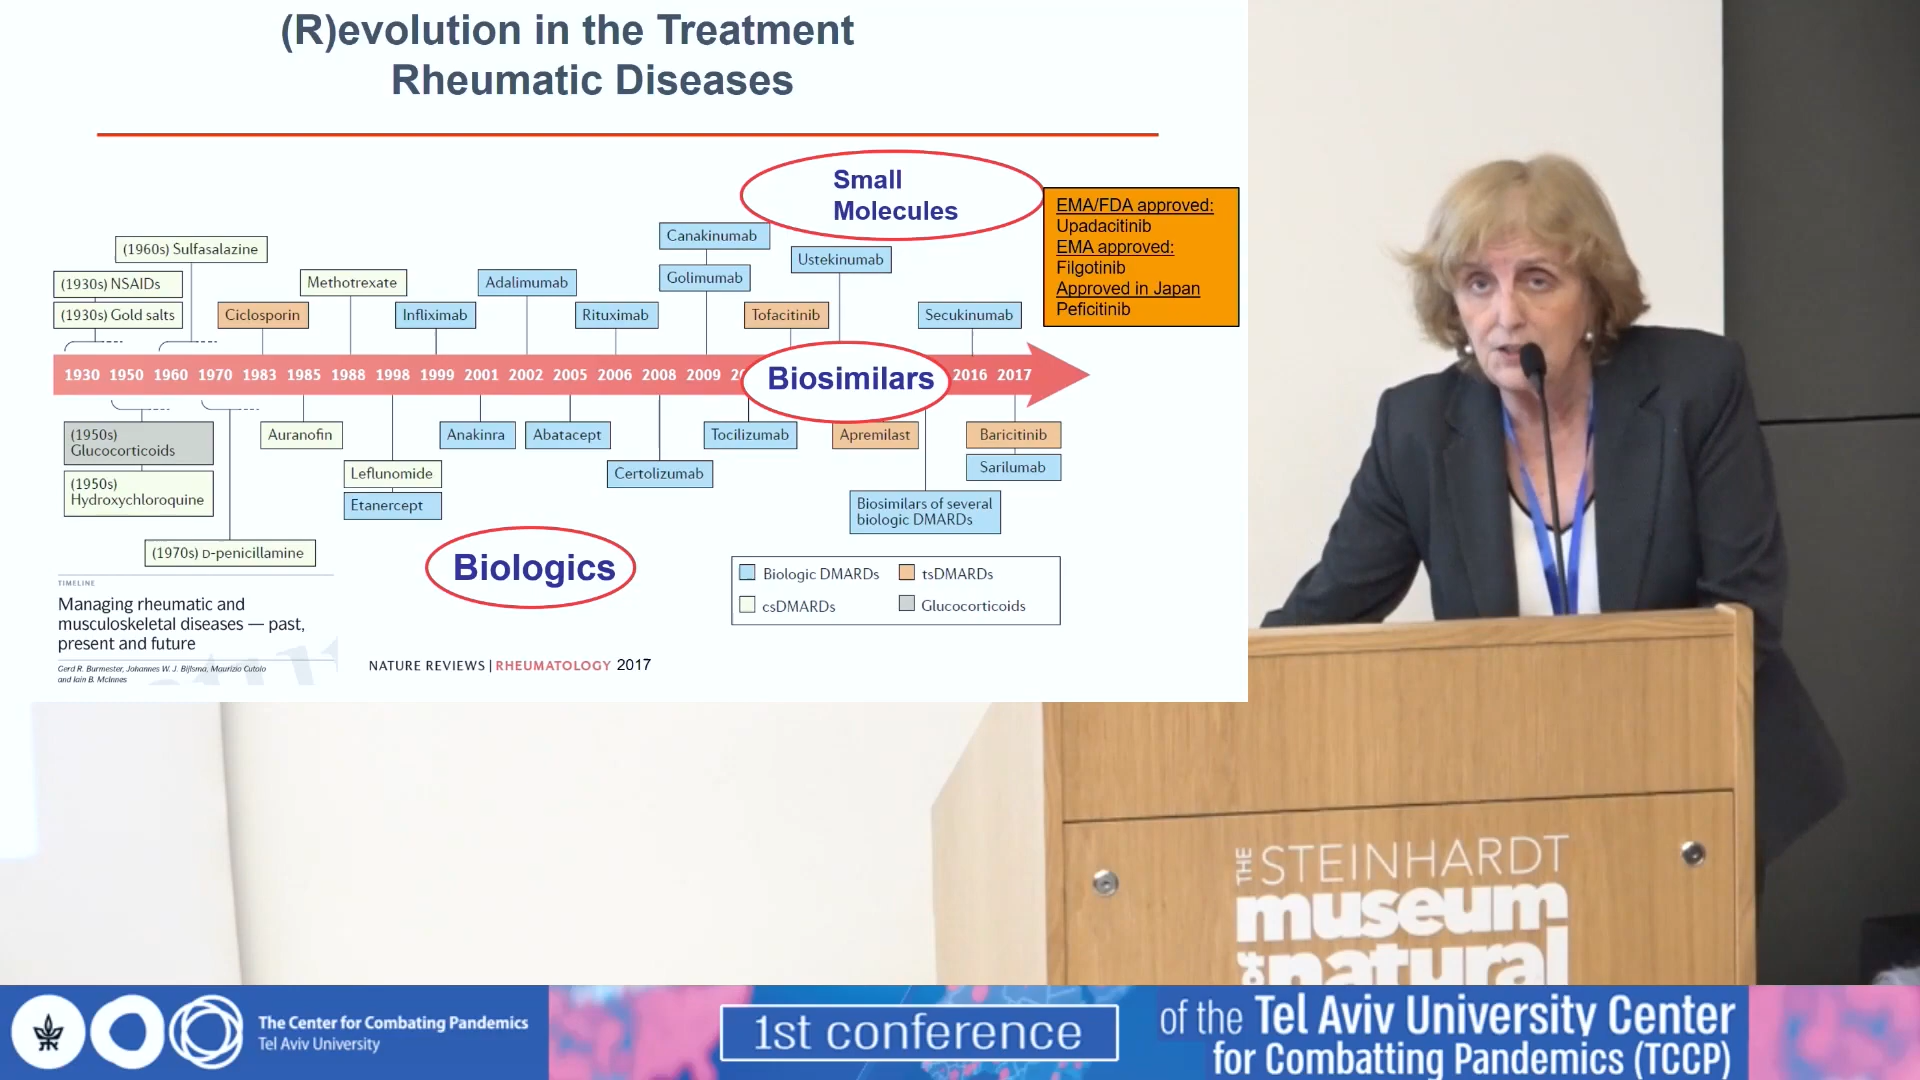 (R)evolution in the Treatment
Rheumatic Diseases
Small
Molecules
EMA/FDA approved:
Upadacitinib
EMA approved:
Filgotinib
Approved in Japan
Peficitinib
Canakinumab
(1960s) Sulfasalazine
Ustekinumab
(1930s) NSAIDs
Methotrexate
Adalimumab
Golimumab
(1930s) Gold salts
Ciclosporin
Infliximab
Rituximab
Tofacitinib
Secukinumab
1930 1950 1960 1970 1983 1985 1988 1998 1999 2001 2002 2005 2006 2008 2009 20 Biosimilars 2016 2017
(1950s)
Glucocorticoids
Auranofin
Anakinra
Abatacept
Tocilizumab
Apremilast
Baricitinib
(1950s)
Hydroxychloroquine
Leflunomide
Certolizumab
Sarilumab
Etanercept
Biosimilars of several
biologic DMARDs
(1970s) D-penicillamine
Biologics
Biologic DMARDs
tsDMARDs
csDMARDs
Glucocorticoids
TIMELINE
Managing rheumatic and
musculoskeletal diseases — past,
present and future
Gerd R. Burmester, Johannes W. J. Bijlsma, Maurizio Cutolo
and Iain B. McInnes
NATURE REVIEWS | RHEUMATOLOGY 2017
THE STEINHARDT
museum
OF natural
The Center for Combating Pandemics
Tel Aviv University
1st conference
of the Tel Aviv University Center
for Combatting Pandemics (TCCP)